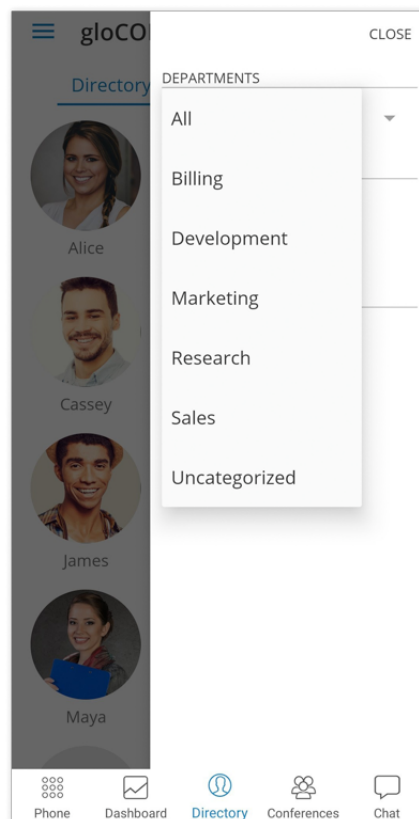 gloCO
CLOSE
Directory
DEPARTMENTS
All
Billing
Development
Marketing
Research
Sales
Uncategorized
Alice
Cassey
James
Maya
Phone
Dashboard
Directory
Conferences
Chat